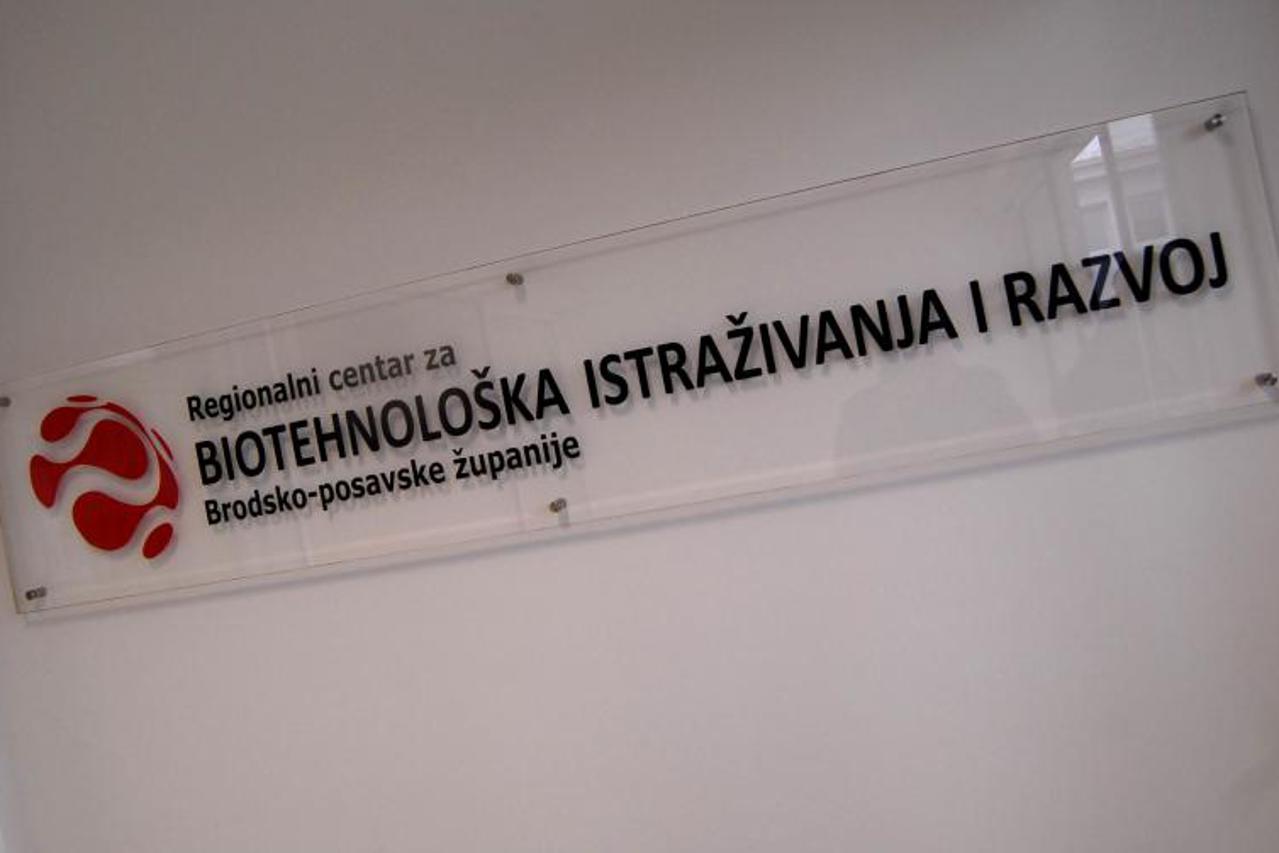 Regionalni centar za
BIOTEHNOLOŠKA ISTRAŽIVANJA I RAZVOJ
Brodsko-posavske županije